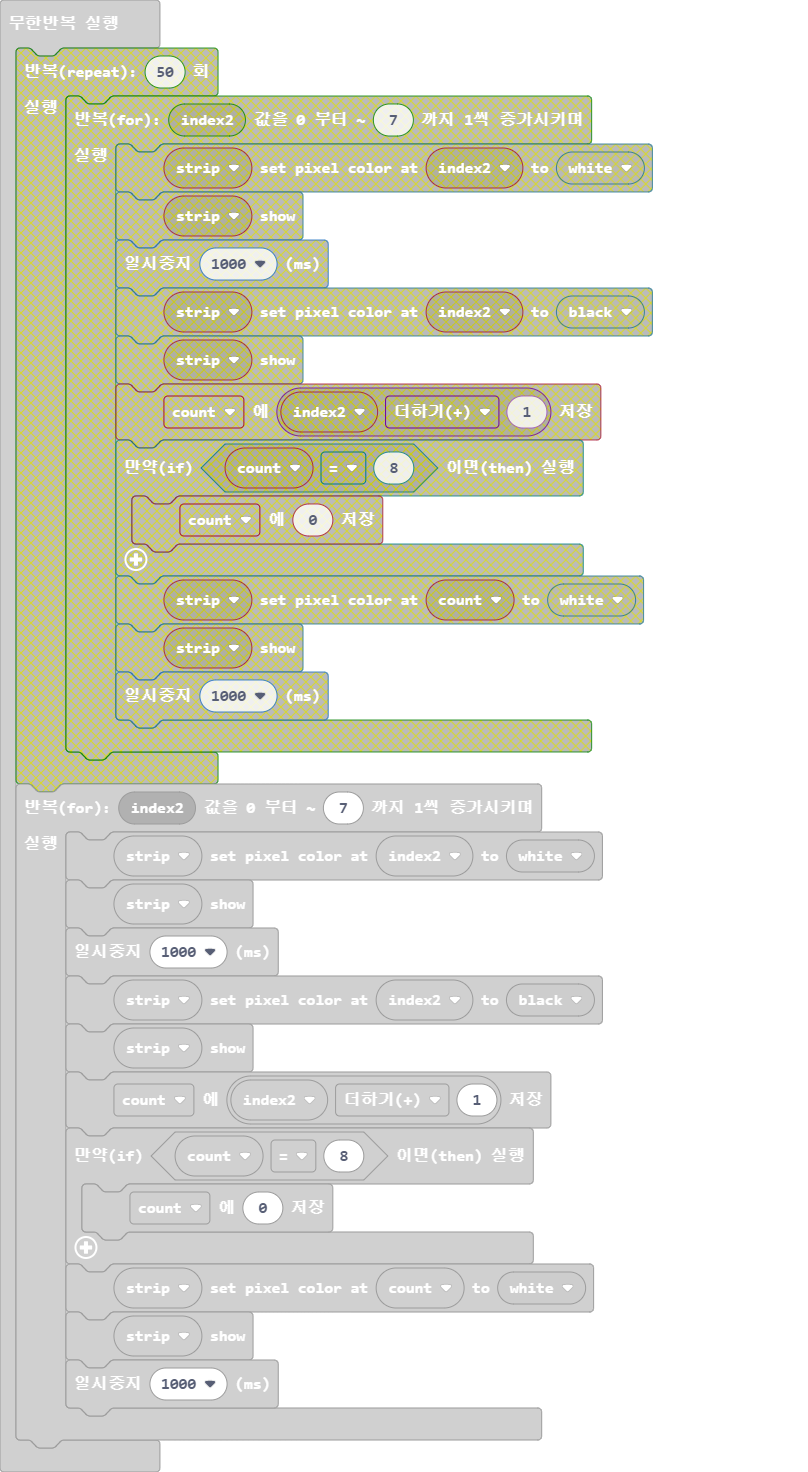 무한반복 실행
반복(repeat): 50 회
실행
반복(for): index2 값을 0 부터 ~ 7 까지 1씩 증가시키며
실행
strip set pixel color at index2 to white
strip show
일시중지 1000 (ms)
strip set pixel color at index2 to black
strip show
count 에 index2 더하기(+) 1 저장
만약(if) count = 8 이면(then) 실행
count 에 0 저장
strip set pixel color at count to white
strip show
일시중지 1000 (ms)
반복(for): index2 값을 0 부터 ~ 7 까지 1씩 증가시키며
실행
strip set pixel color at index2 to white
strip show
일시중지 1000 (ms)
strip set pixel color at index2 to black
strip show
count 에 index2 더하기(+) 1 저장
만약(if) count = 8 이면(then) 실행
count 에 0 저장
strip set pixel color at count to white
strip show
일시중지 1000 (ms)